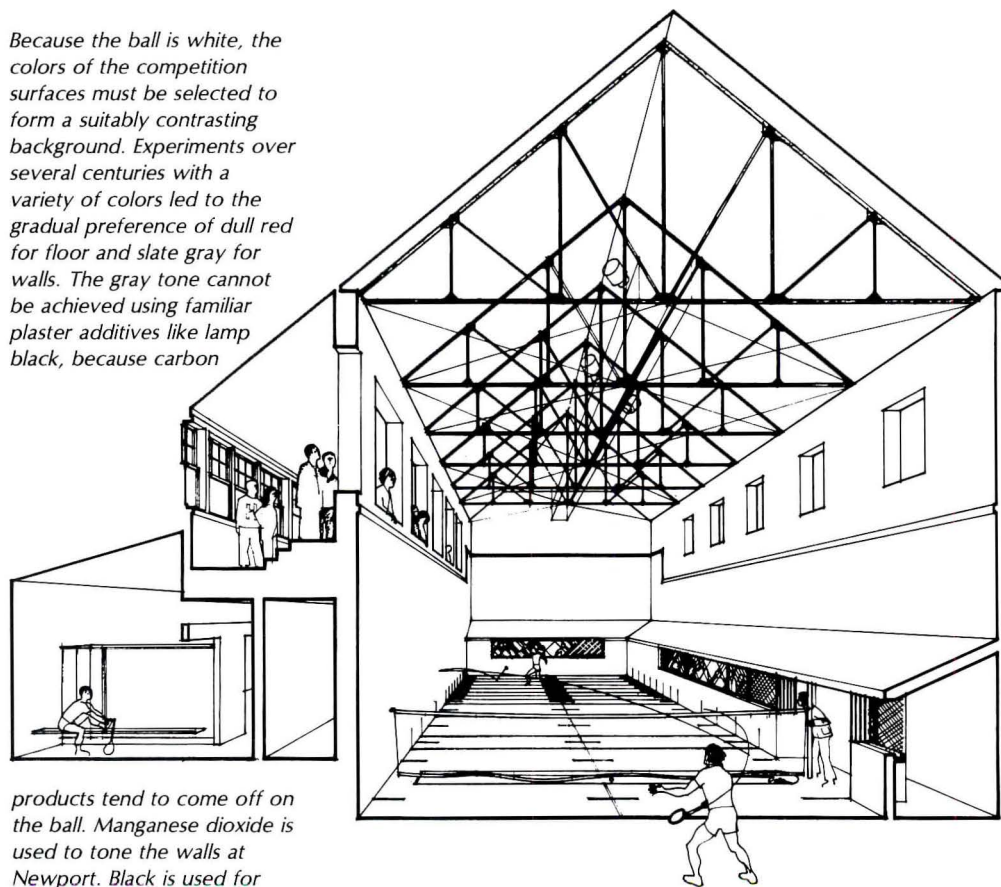 Because the ball is white, the
colors of the competition
surfaces must be selected to
form a suitably contrasting
background. Experiments over
several centuries with a
variety of colors led to the
gradual preference of dull red
for floor and slate gray for
walls. The gray tone cannot
be achieved using familiar
plaster additives like lamp
black, because carbon
products tend to come off on
the ball. Manganese dioxide is
used to tone the walls at
Newport. Black is used for